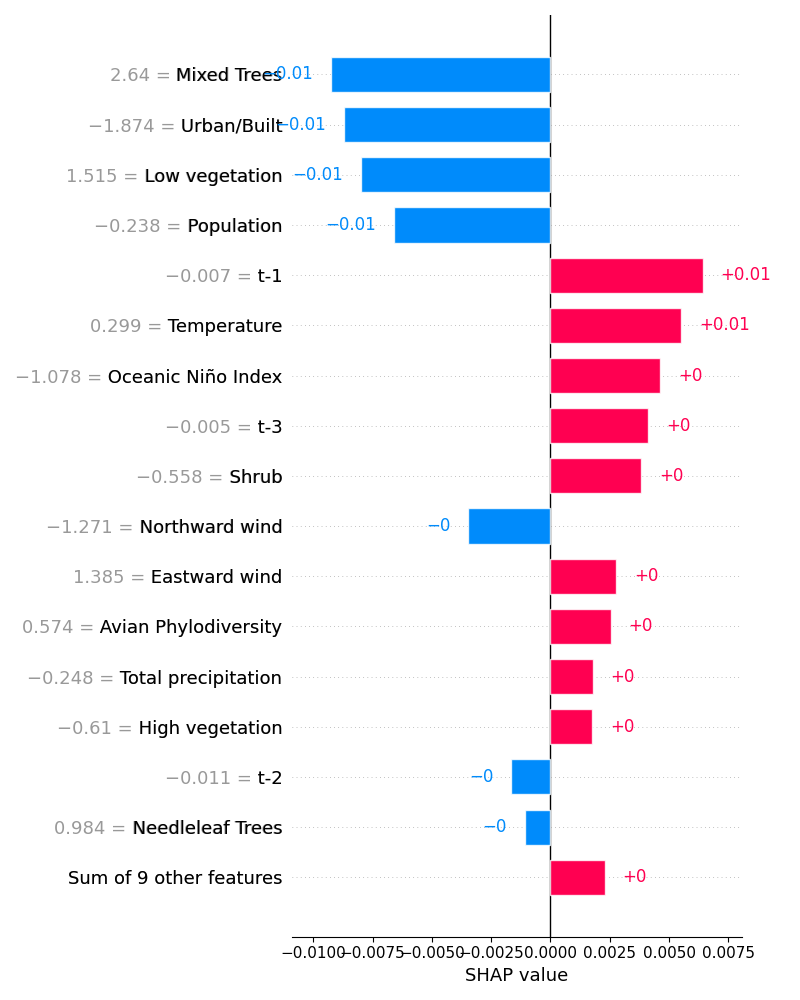 2.64 = Mixed Trees −0.01
−1.874 = Urban/Built −0.01
1.515 = Low vegetation −0.01
−0.238 = Population −0.01
−0.007 = t-1 +0.01
0.299 = Temperature +0.01
−1.078 = Oceanic Niño Index +0
−0.005 = t-3 +0
−0.558 = Shrub +0
−1.271 = Northward wind −0
1.385 = Eastward wind +0
0.574 = Avian Phylodiversity +0
−0.248 = Total precipitation +0
−0.61 = High vegetation +0
−0.011 = t-2 −0
0.984 = Needleleaf Trees −0
Sum of 9 other features +0
−0.0100 −0.0075 −0.0050 −0.0025 0.0000 0.0025 0.0050 0.0075
SHAP value